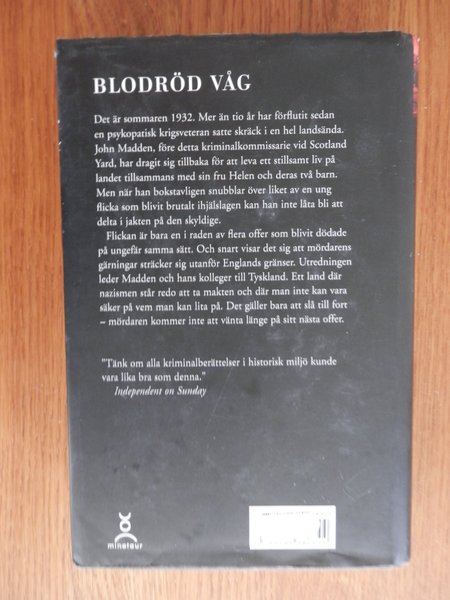 BLODRÖD VÅG
Det är sommaren 1932. Mer än tio år har förflutit sedan
en psykopatisk krigsveteran satte skräck i en hel landsända.
John Madden, före detta kriminalkommissarie vid Scotland
Yard, har dragit sig tillbaka för att leva ett stillsamt liv på
landet tillsammans med sin fru Helen och deras två barn.
Men när han bokstavligen snubblar över liket av en ung
flicka som blivit brutalt ihjälslagen kan han inte låta bli att
delta i jakten på den skyldige.
Flickan är bara en i raden av flera offer som blivit dödade
på ungefär samma sätt. Och snart visar det sig att mördarens
gärningar sträcker sig utanför Englands gränser. Utredningen
leder Madden och hans kolleger till Tyskland. Ett land där
nazismen står redo att ta makten och där man inte kan vara
säker på vem man kan lita på. Det gäller bara att slå till fort
– mördaren kommer inte att vänta länge på sitt nästa offer.
"Tänk om alla kriminalberättelser i historisk miljö kunde
vara lika bra som denna."
Independent on Sunday
minotaur